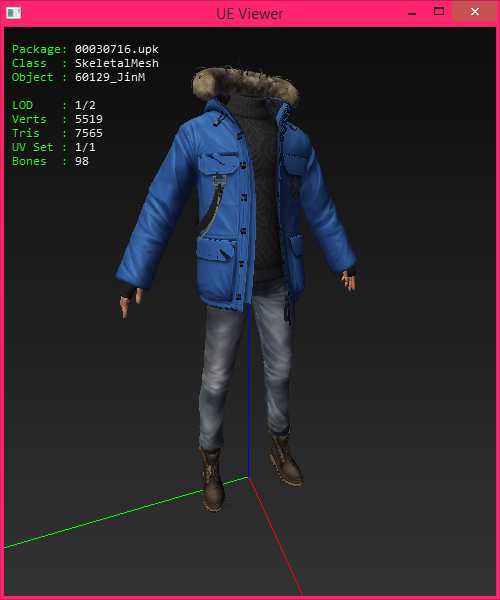 UE Viewer
Package: 00030716.upk
Class : SkeletalMesh
Object : 60129_JinM
LOD : 1/2
Verts : 5519
Tris : 7565
UV Set : 1/1
Bones : 98